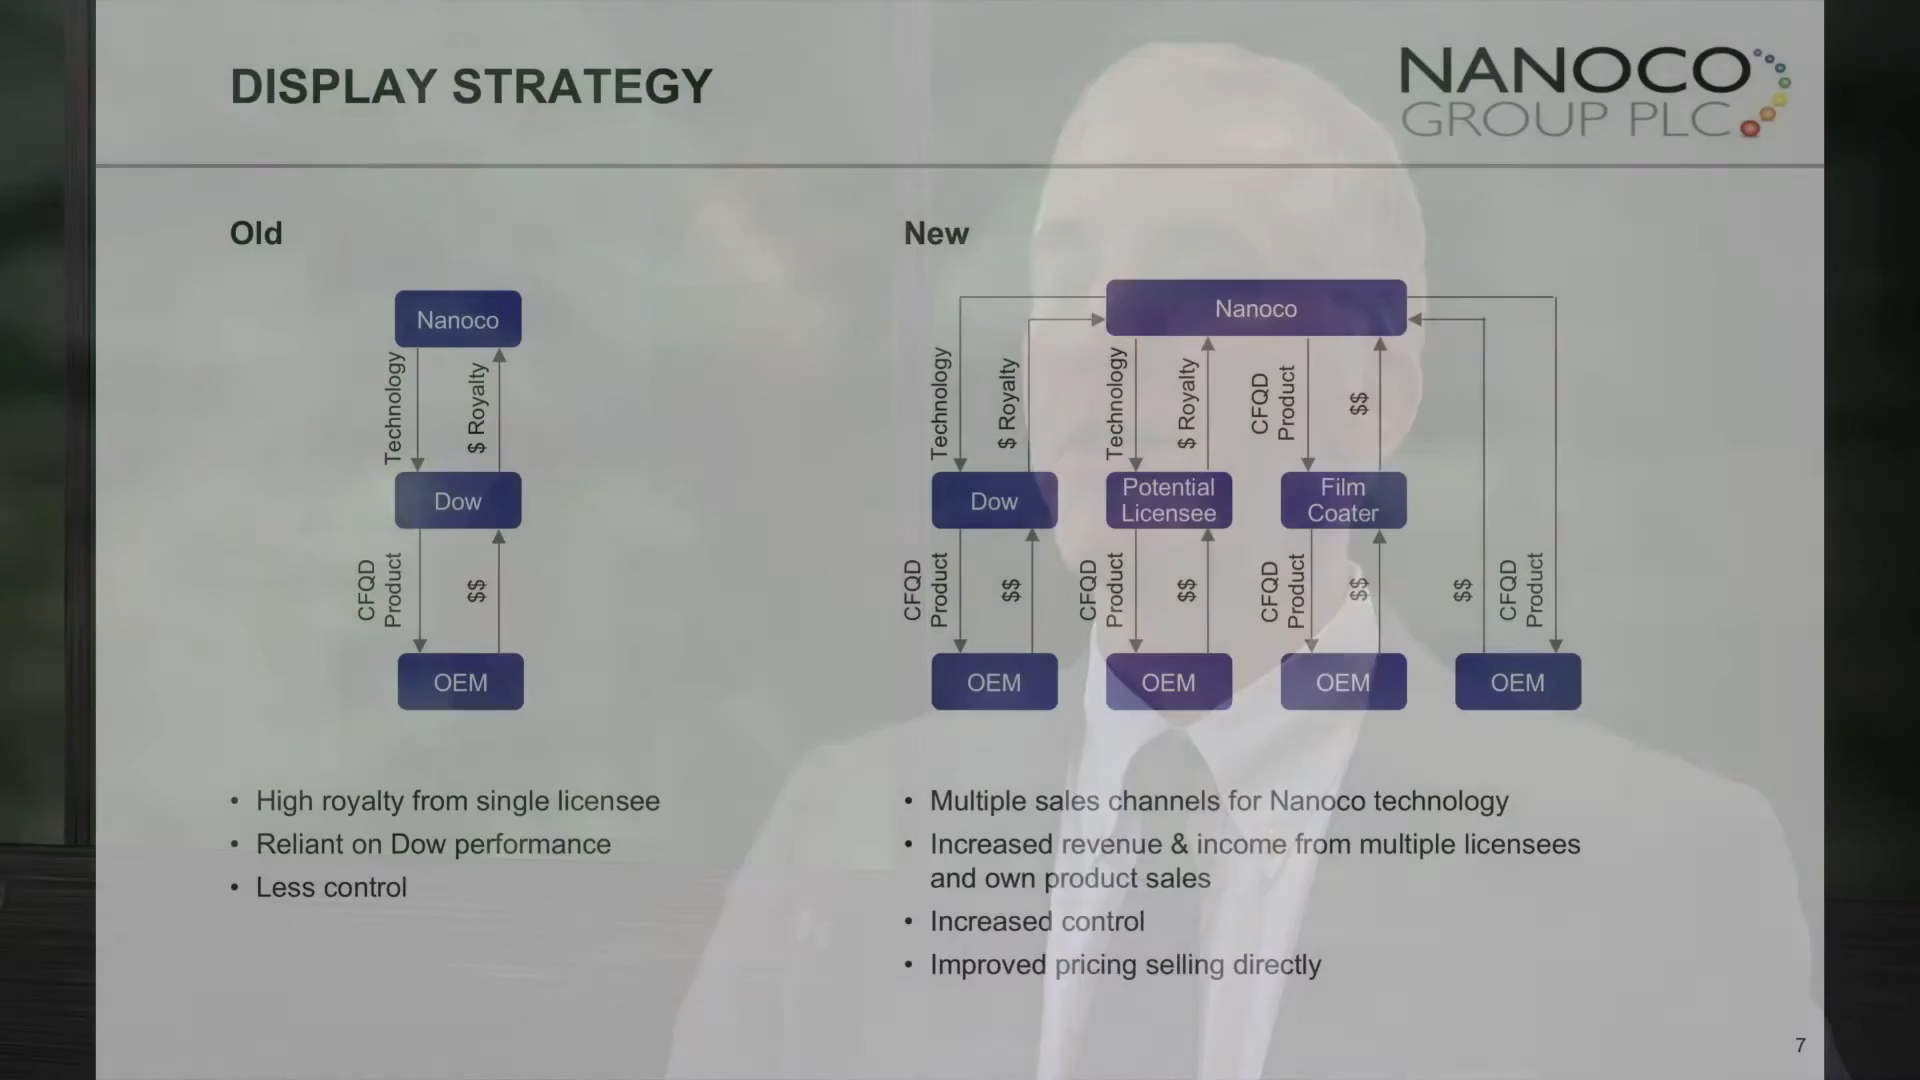 DISPLAY STRATEGY
NANOCO
GROUP PLC
Old
Nanoco
Technology
$ Royalty
Dow
CFQD
Product
$$
OEM
• High royalty from single licensee
• Reliant on Dow performance
• Less control
New
Nanoco
Technology
$ Royalty
Technology
$ Royalty
CFQD
Product
$$
Dow
Potential
Licensee
Film
Coater
CFQD
Product
$$
CFQD
Product
$$
CFQD
Product
$$
$$
CFQD
Product
OEM
OEM
OEM
OEM
• Multiple sales channels for Nanoco technology
• Increased revenue & income from multiple licensees
and own product sales
• Increased control
• Improved pricing selling directly
7